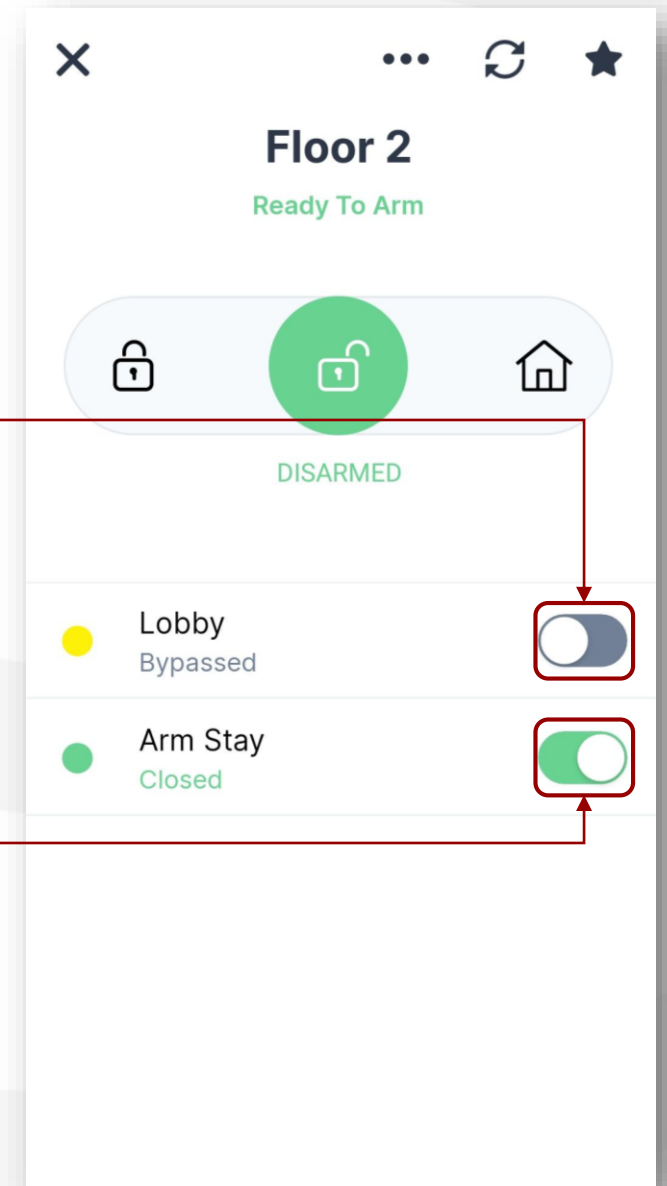 Floor 2
Ready To Arm
DISARMED
Lobby
Bypassed
Arm Stay
Closed